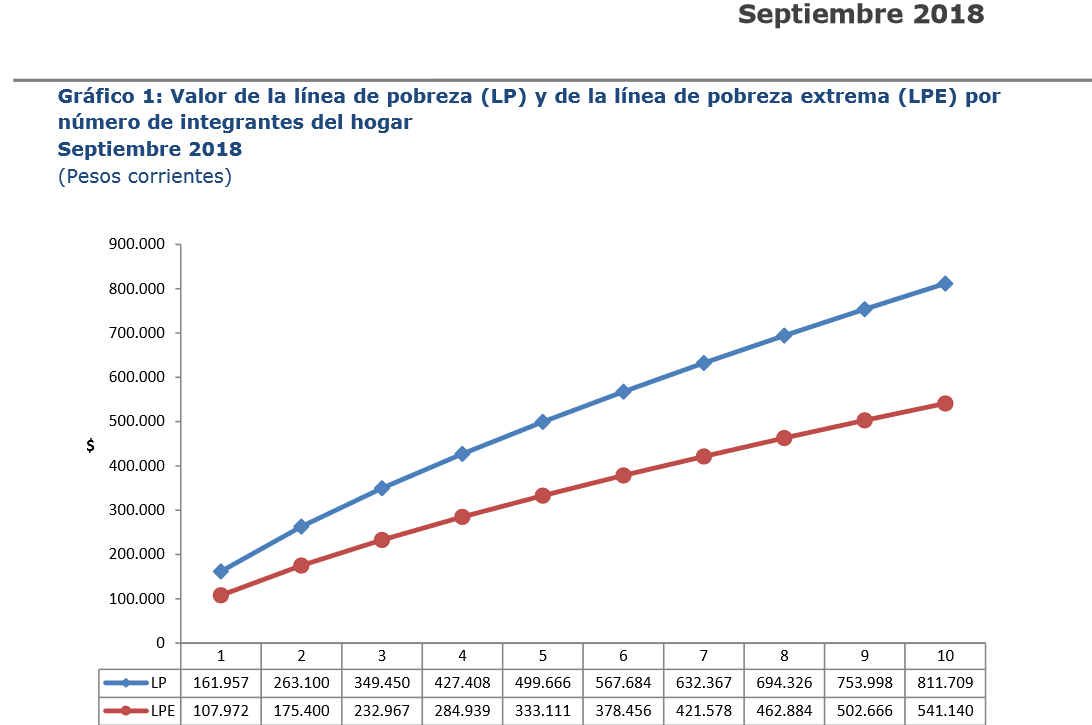 Septiembre 2018
Gráfico 1: Valor de la línea de pobreza (LP) y de la línea de pobreza extrema (LPE) por
número de integrantes del hogar
Septiembre 2018
(Pesos corrientes)
900.000
800.000
700.000
600.000
500.000
$
400.000
300.000
200.000
100.000
0
1 2 3 4 5 6 7 8 9 10
LP 161.957 263.100 349.450 427.408 499.666 567.684 632.367 694.326 753.998 811.709
LPE 107.972 175.400 232.967 284.939 333.111 378.456 421.578 462.884 502.666 541.140